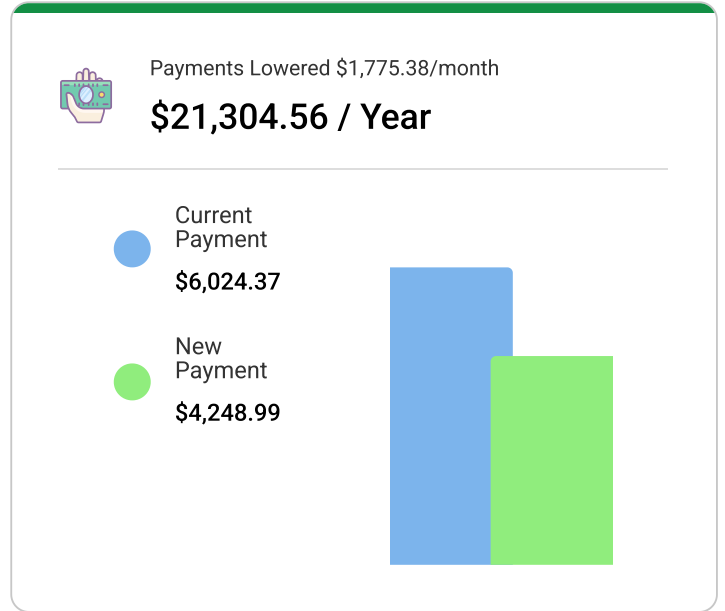 Payments Lowered $1,775.38/month
$21,304.56 / Year
Current
Payment
$6,024.37
New
Payment
$4,248.99